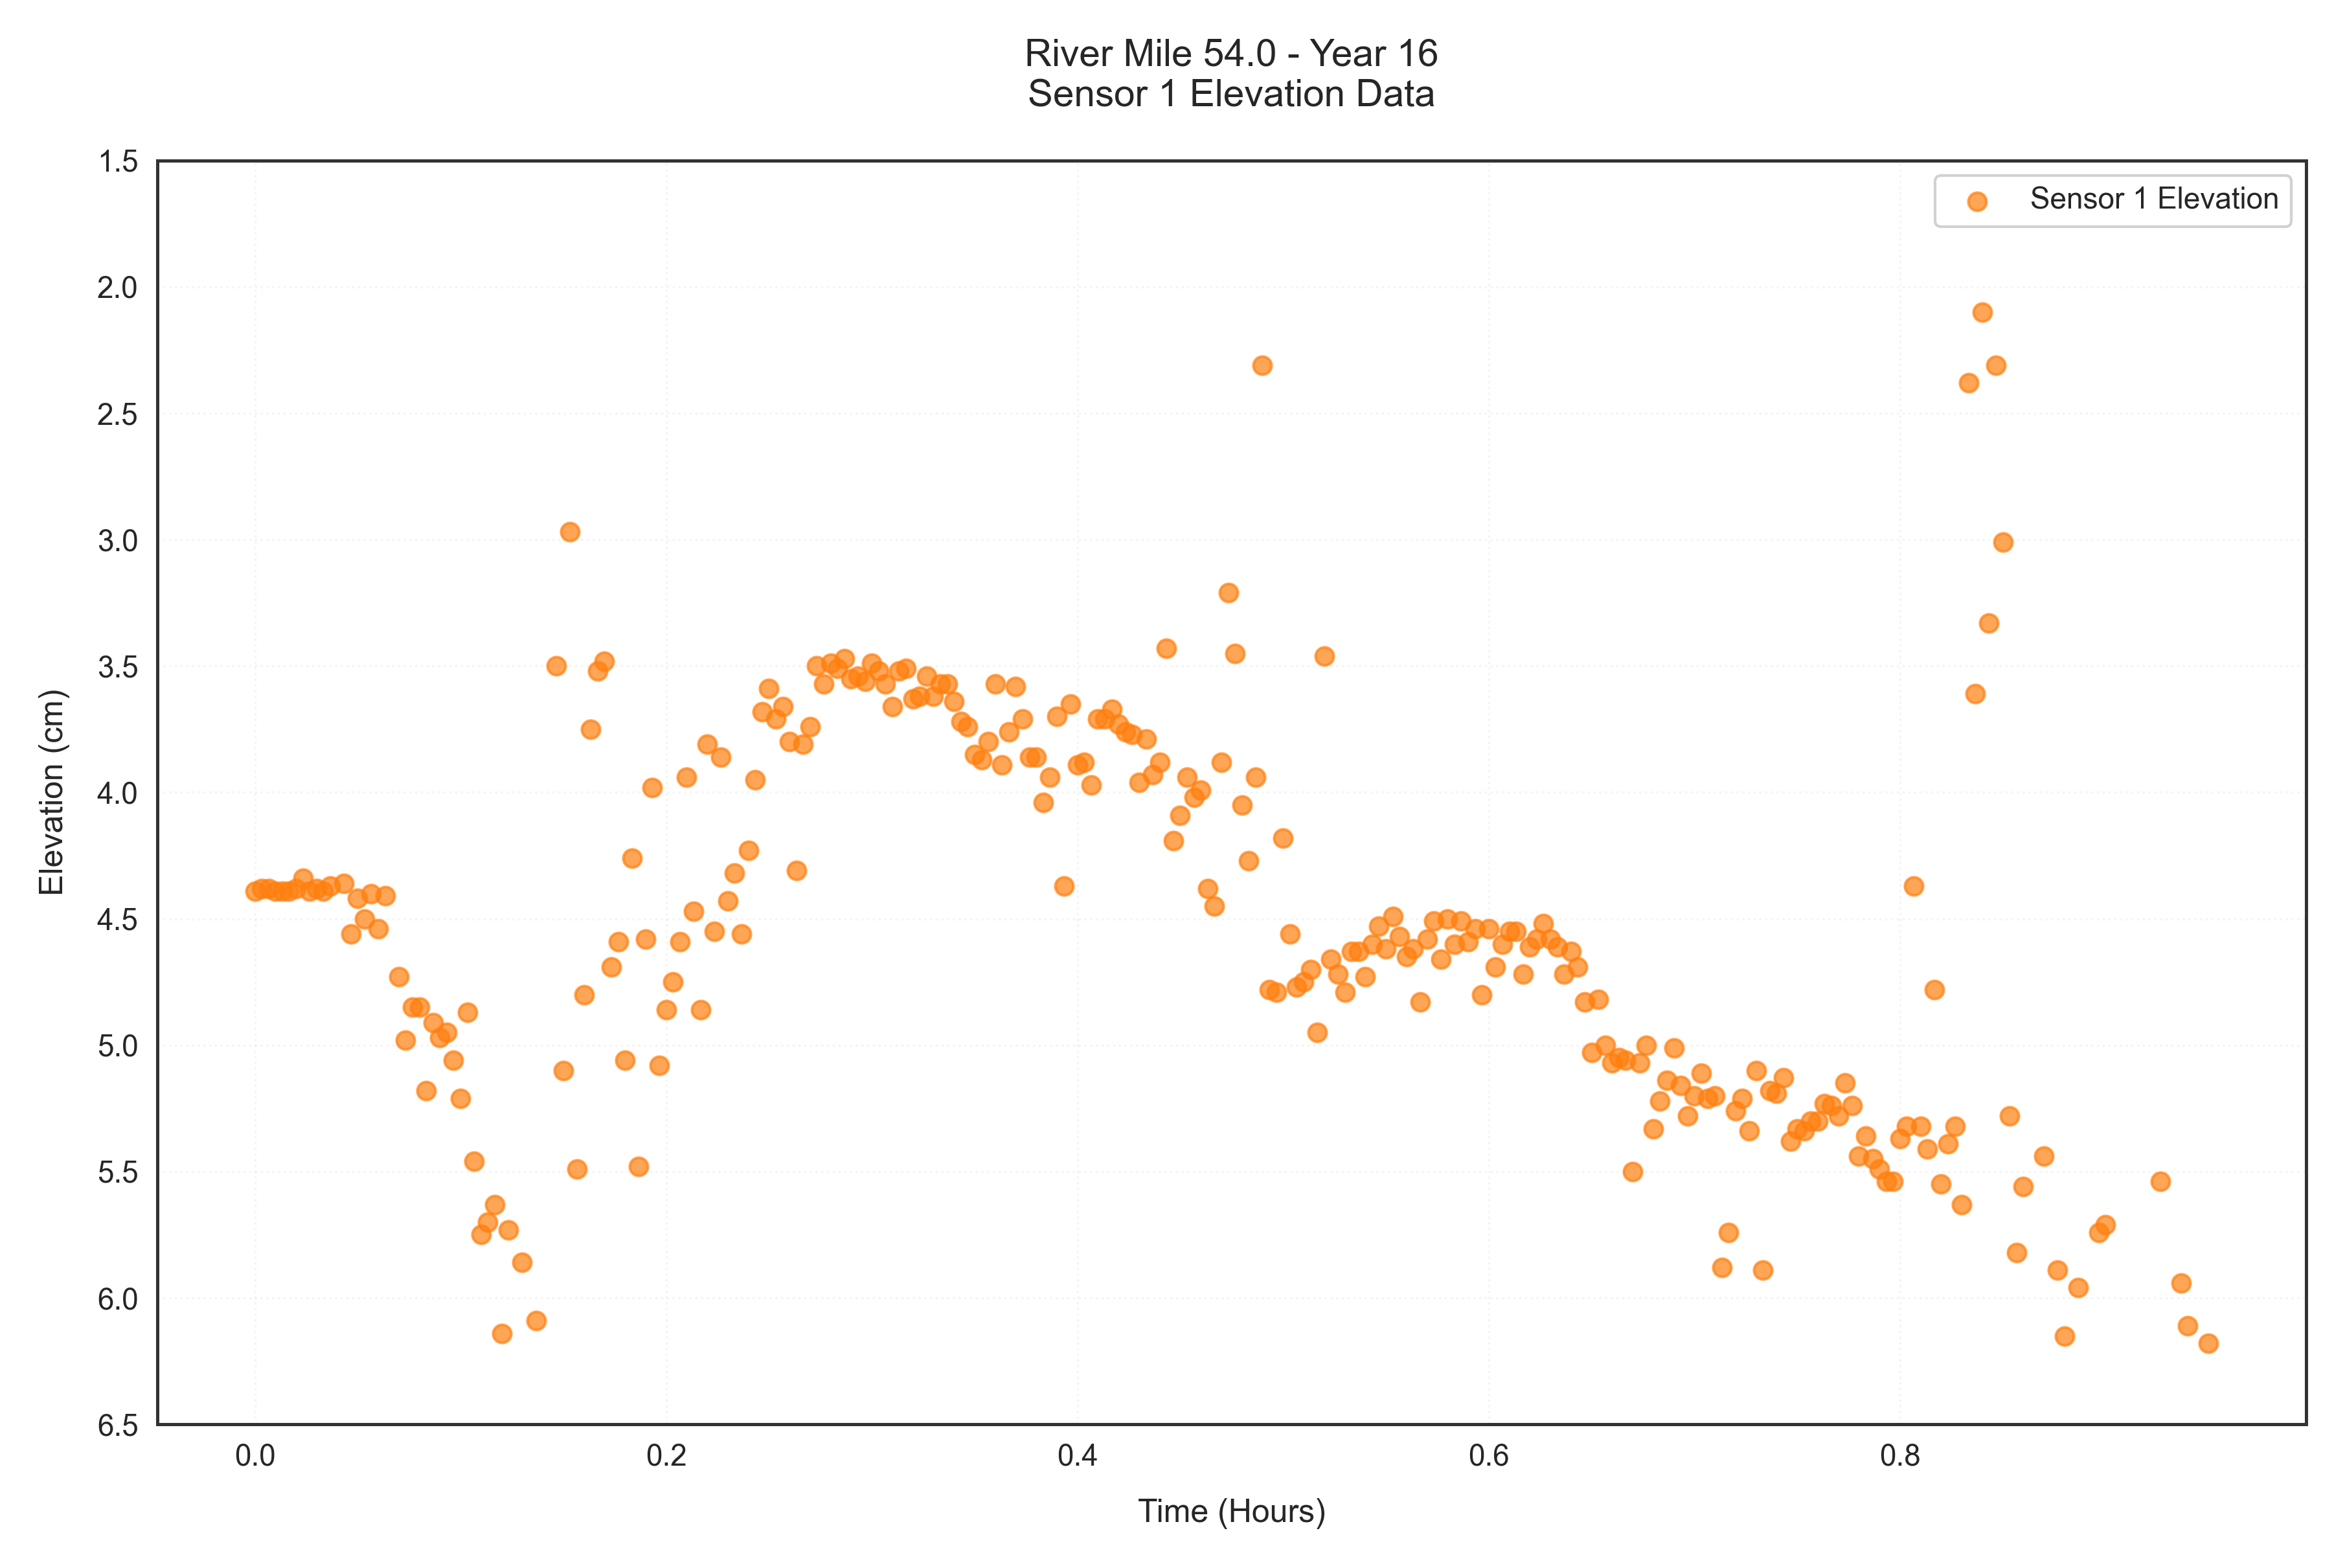 River Mile 54.0 - Year 16
Sensor 1 Elevation Data
Sensor 1 Elevation
Elevation (cm)
1.5
2.0
2.5
3.0
3.5
4.0
4.5
5.0
5.5
6.0
6.5
0.0 0.2 0.4 0.6 0.8
Time (Hours)